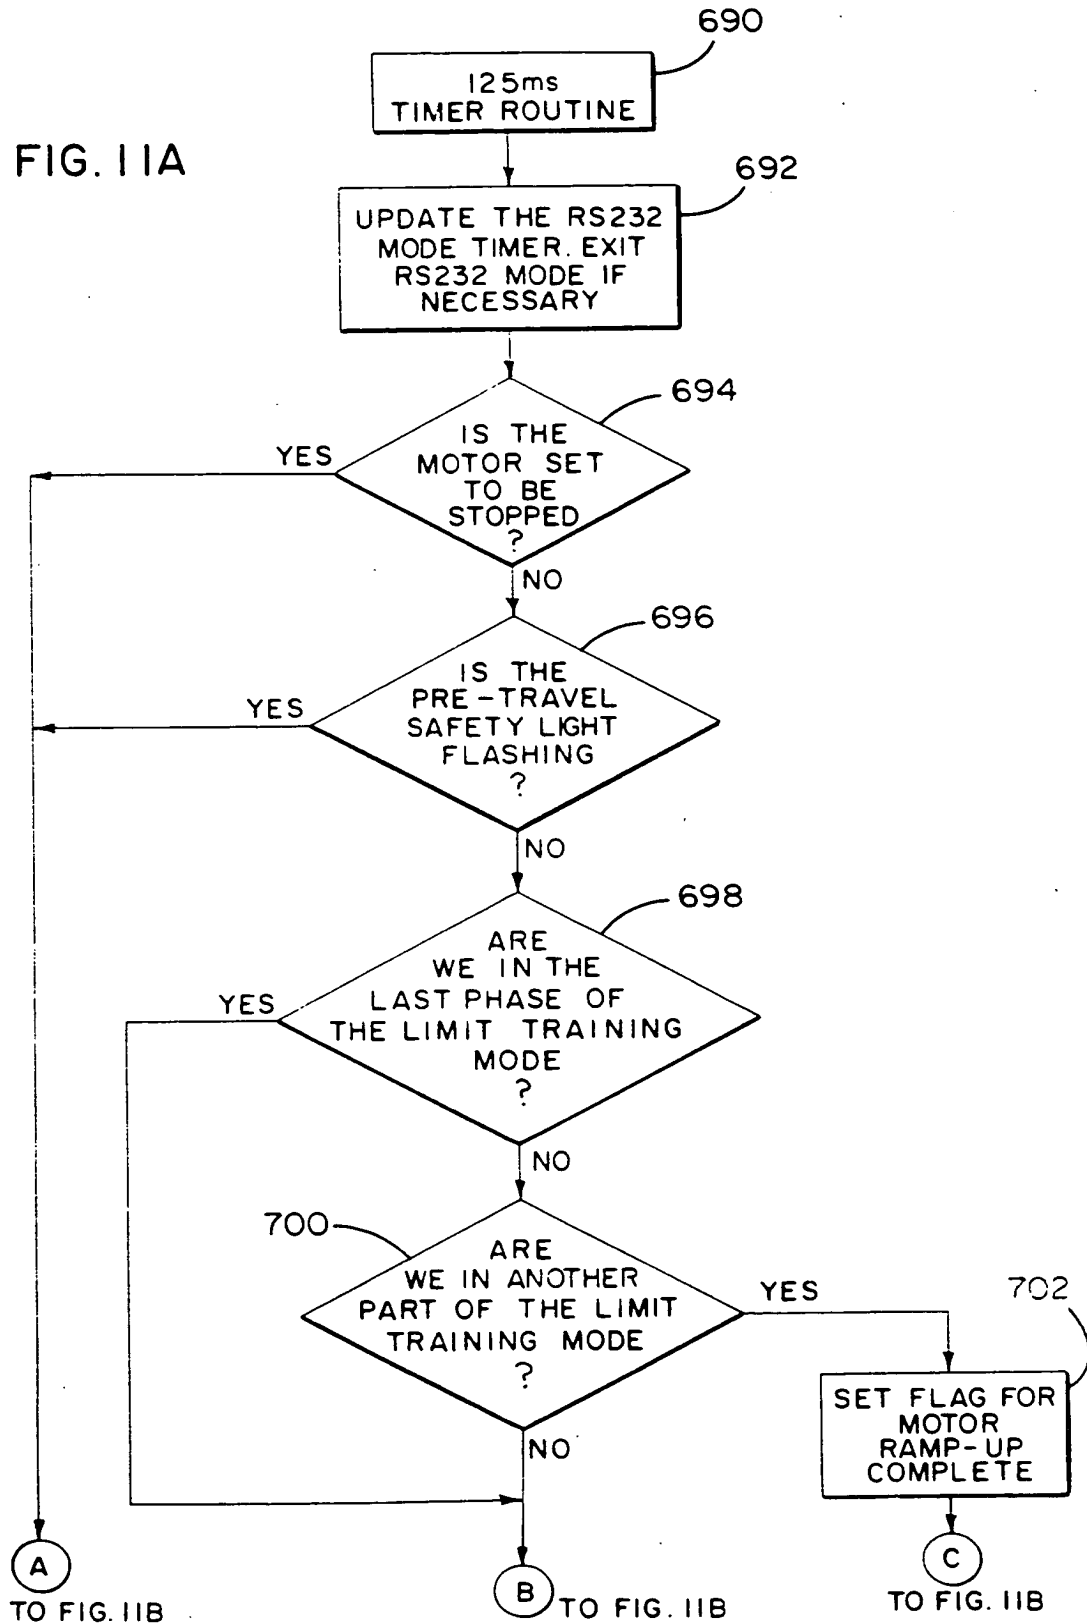 690
125ms
TIMER ROUTINE
FIG. 11A
692
UPDATE THE RS232
MODE TIMER. EXIT
RS232 MODE IF
NECESSARY
694
YES
IS THE
MOTOR SET
TO BE
STOPPED
?
NO
696
YES
IS THE
PRE-TRAVEL
SAFETY LIGHT
FLASHING
?
NO
698
YES
ARE
WE IN THE
LAST PHASE OF
THE LIMIT TRAINING
MODE
?
NO
700
ARE
WE IN ANOTHER
PART OF THE LIMIT
TRAINING MODE
?
YES
702
NO
SET FLAG FOR
MOTOR
RAMP-UP
COMPLETE
A
TO FIG. 11B
B
TO FIG. 11B
C
TO FIG. 11B